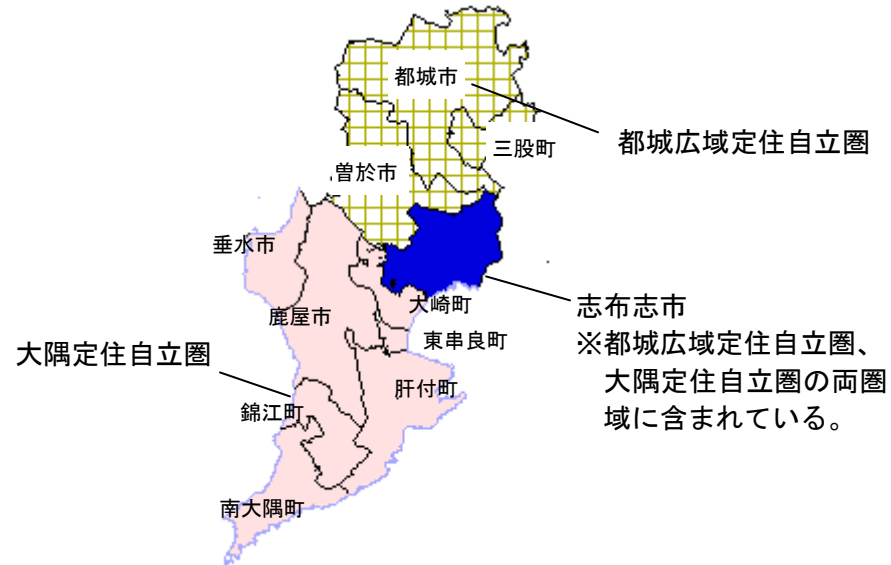 都城市
都城広域定住自立圏
三股町
曽於市
垂水市
志布志市
※都城広域定住自立圏、
大隅定住自立圏の両圏
域に含まれている。
大崎町
鹿屋市
東串良町
大隅定住自立圏
肝付町
錦江町
南大隅町